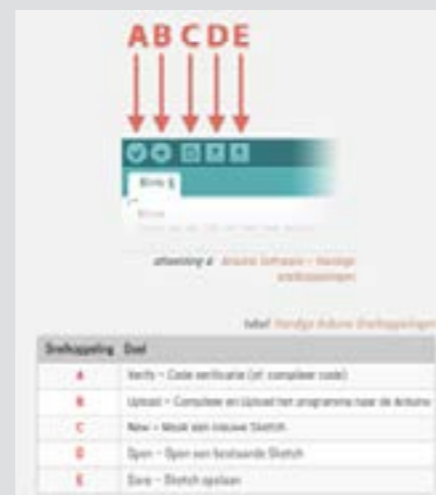 A B C D E
Blink §
Blink
afbeelding 4 Arduino Software - Handige
snelkoppelingen
tabel Handige Arduino Snelkoppelingen
Snelkoppeling Doel
A Verify - Code verificatie (of: compileer code)
B Upload - Compileer en Upload het programma naar de Arduino
C New - Maak een nieuwe Sketch
D Open - Open een bestaande Sketch
E Save - Sketch opslaan